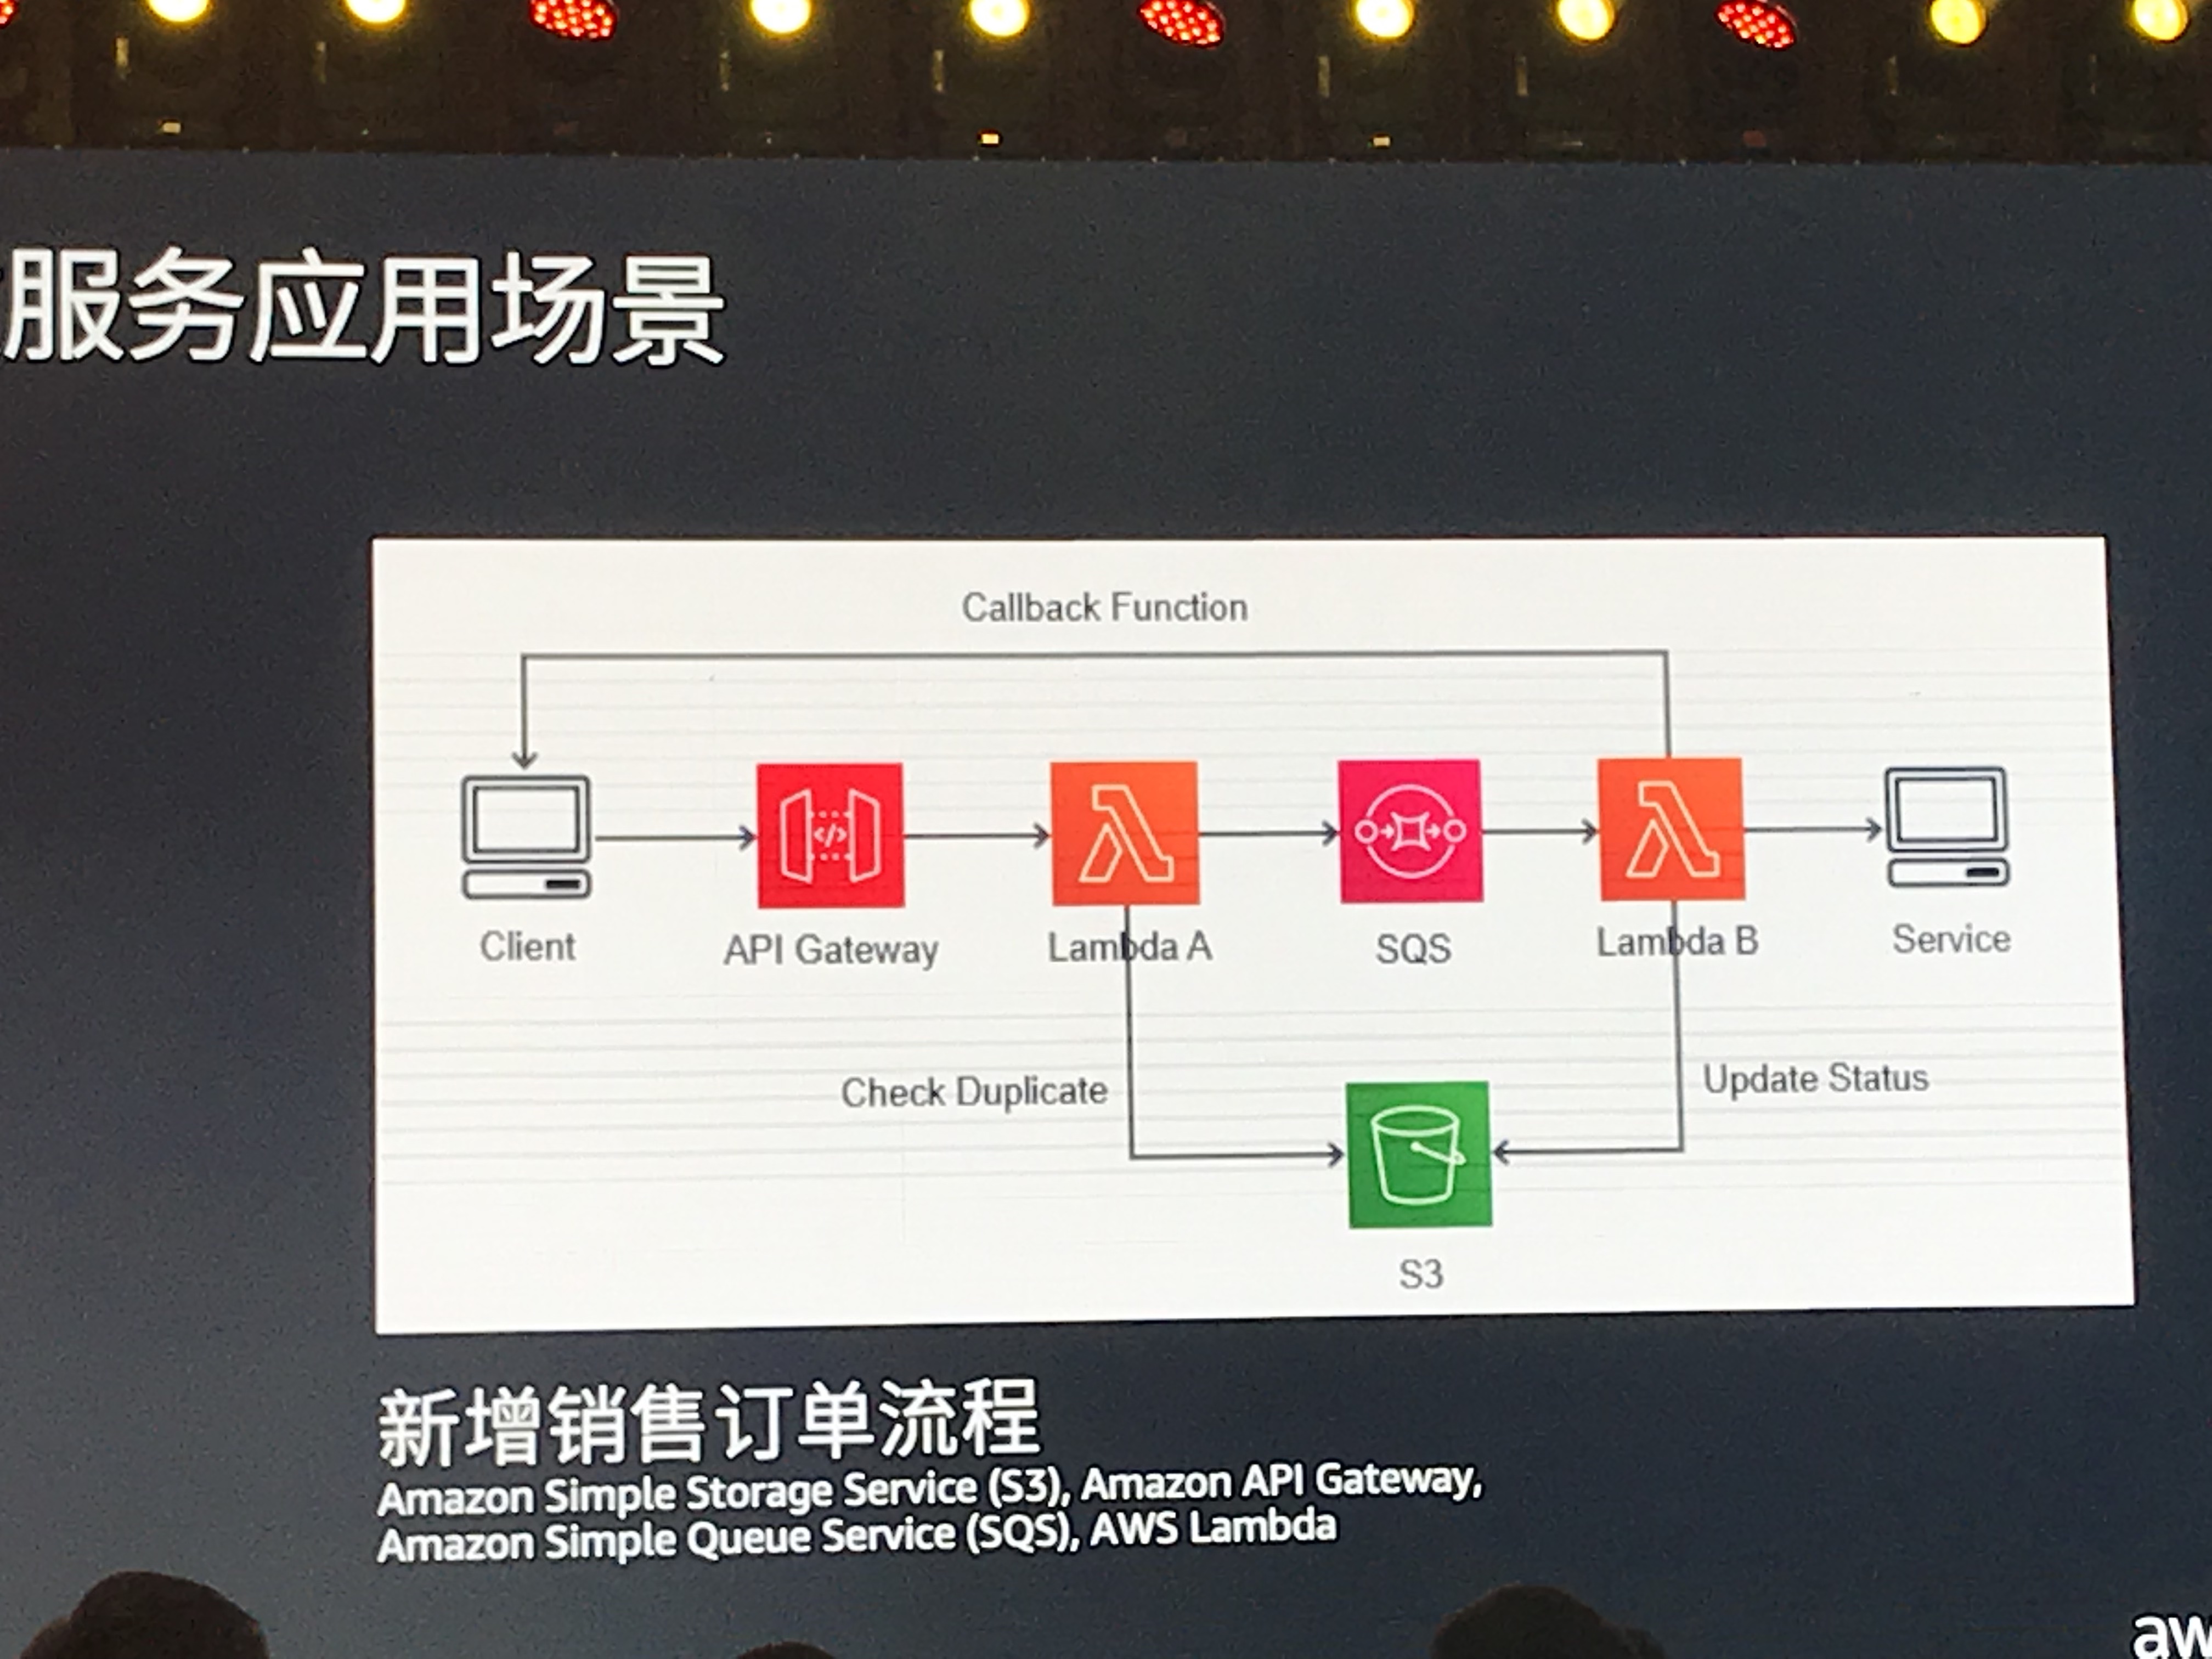 服务应用场景
Callback Function
Client
API Gateway
Lambda A
SQS
Lambda B
Service
Check Duplicate
Update Status
S3
新增销售订单流程
Amazon Simple Storage Service (S3), Amazon API Gateway,
Amazon Simple Queue Service (SQS), AWS Lambda
aw